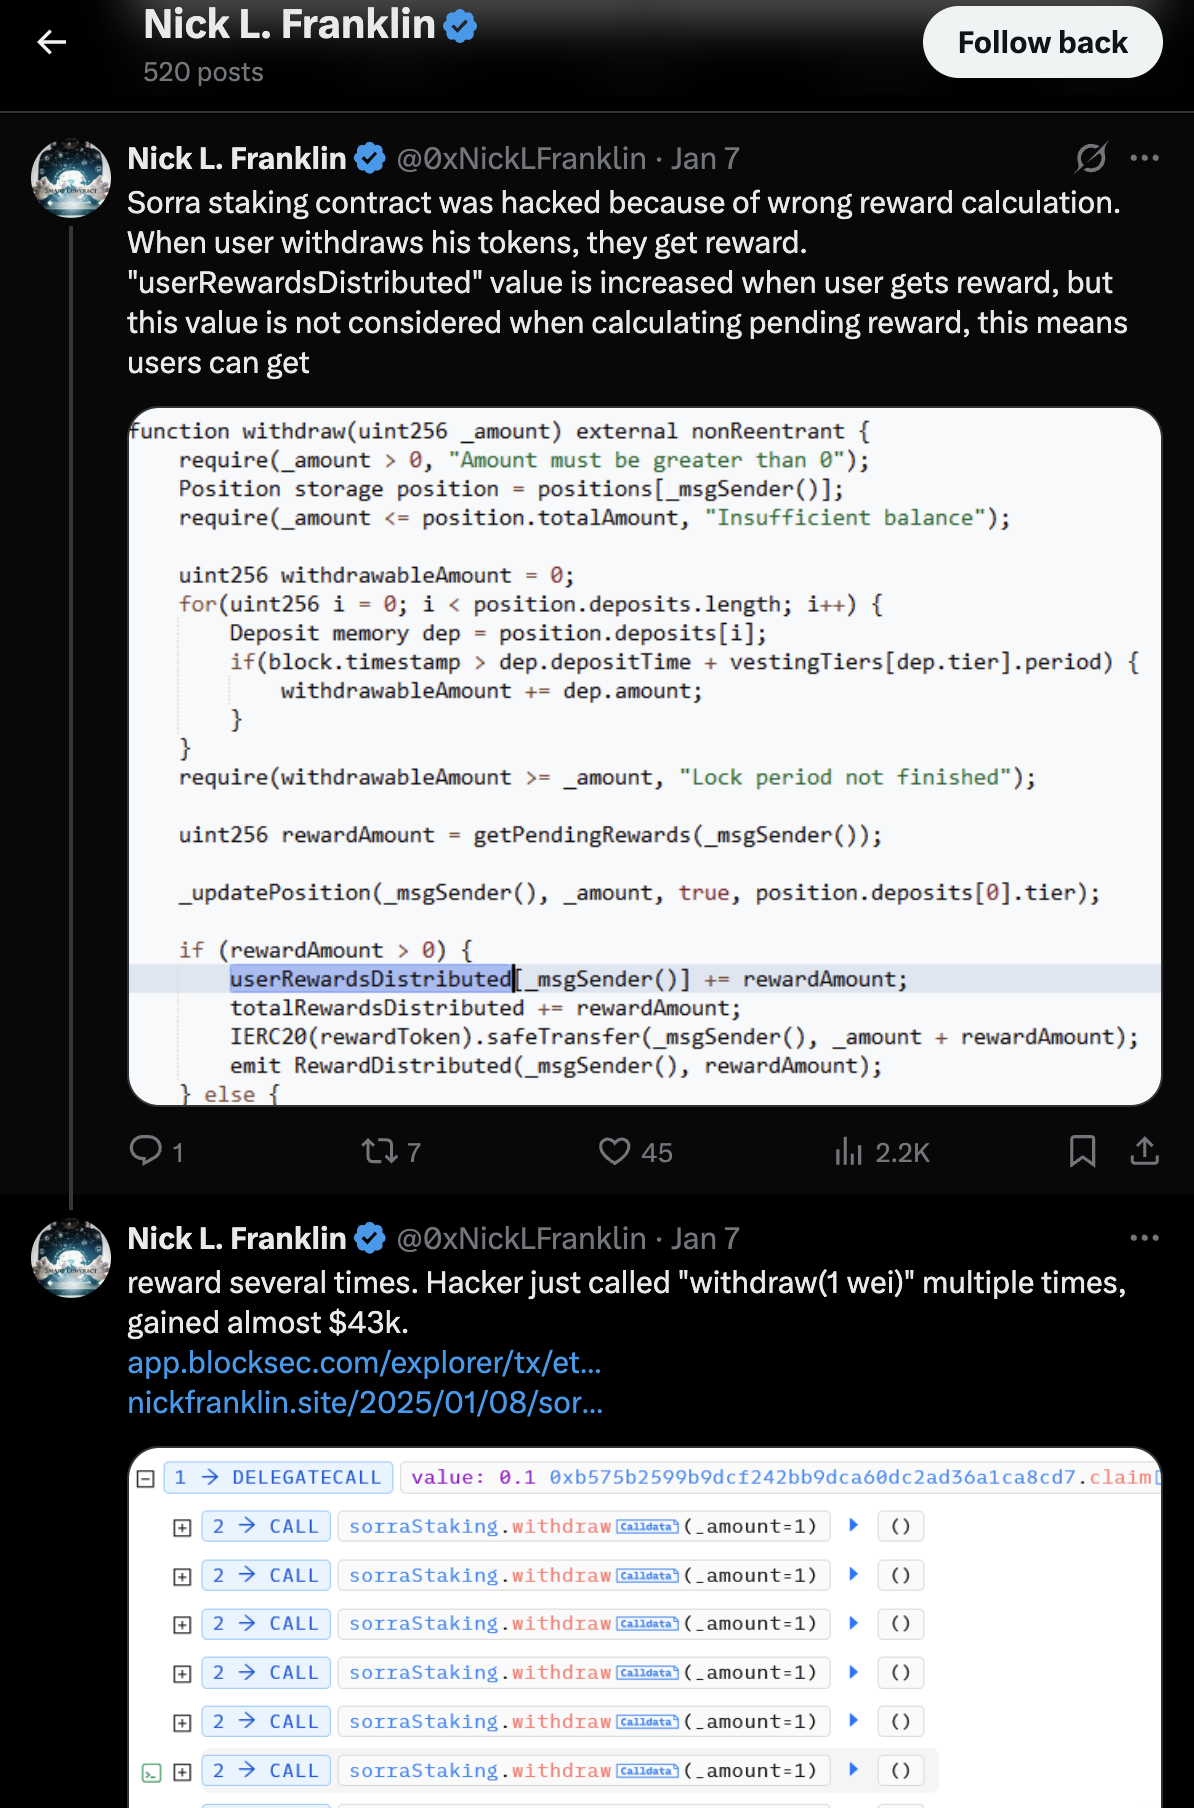 Nick L. Franklin
520 posts
Follow back
Nick L. Franklin @0xNickLFranklin · Jan 7
Sorra staking contract was hacked because of wrong reward calculation.
When user withdraws his tokens, they get reward.
"userRewardsDistributed" value is increased when user gets reward, but
this value is not considered when calculating pending reward, this means
users can get
function withdraw(uint256 _amount) external nonReentrant {
require(_amount > 0, "Amount must be greater than 0");
Position storage position = positions[_msgSender()];
require(_amount <= position.totalAmount, "Insufficient balance");
uint256 withdrawableAmount = 0;
for(uint256 i = 0; i < position.deposits.length; i++) {
Deposit memory dep = position.deposits[i];
if(block.timestamp > dep.depositTime + vestingTiers[dep.tier].period) {
withdrawableAmount += dep.amount;
}
}
require(withdrawableAmount >= _amount, "Lock period not finished");
uint256 rewardAmount = getPendingRewards(_msgSender());
_updatePosition(_msgSender(), _amount, true, position.deposits[0].tier);
if (rewardAmount > 0) {
userRewardsDistributed[_msgSender()] += rewardAmount;
totalRewardsDistributed += rewardAmount;
IERC20(rewardToken).safeTransfer(_msgSender(), _amount + rewardAmount);
emit RewardDistributed(_msgSender(), rewardAmount);
} else {
1 7 45 2.2K
Nick L. Franklin @0xNickLFranklin · Jan 7
reward several times. Hacker just called "withdraw(1 wei)" multiple times,
gained almost $43k.
app.blocksec.com/explorer/tx/et...
nickfranklin.site/2025/01/08/sor...
1 → DELEGATECALL value: 0.1 0xb575b2599b9dcf242bb9dca60dc2ad36a1ca8cd7.claim
2 → CALL sorraStaking.withdraw Calldata (_amount=1) ()
2 → CALL sorraStaking.withdraw Calldata (_amount=1) ()
2 → CALL sorraStaking.withdraw Calldata (_amount=1) ()
2 → CALL sorraStaking.withdraw Calldata (_amount=1) ()
2 → CALL sorraStaking.withdraw Calldata (_amount=1) ()
2 → CALL sorraStaking.withdraw Calldata (_amount=1) ()